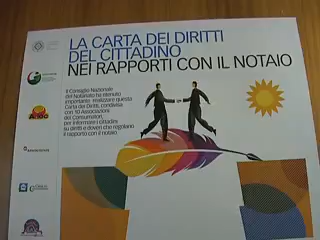 LA CARTA DEI DIRITTI
DEL CITTADINO
NEI RAPPORTI CON IL NOTAIO
Il Consiglio Nazionale
del Notariato ha ritenuto
importante realizzare questa
Carta dei Diritti, condivisa
con 10 Associazioni
dei Consumatori,
per informare i cittadini
su diritti e doveri che regolano
il rapporto con il notaio